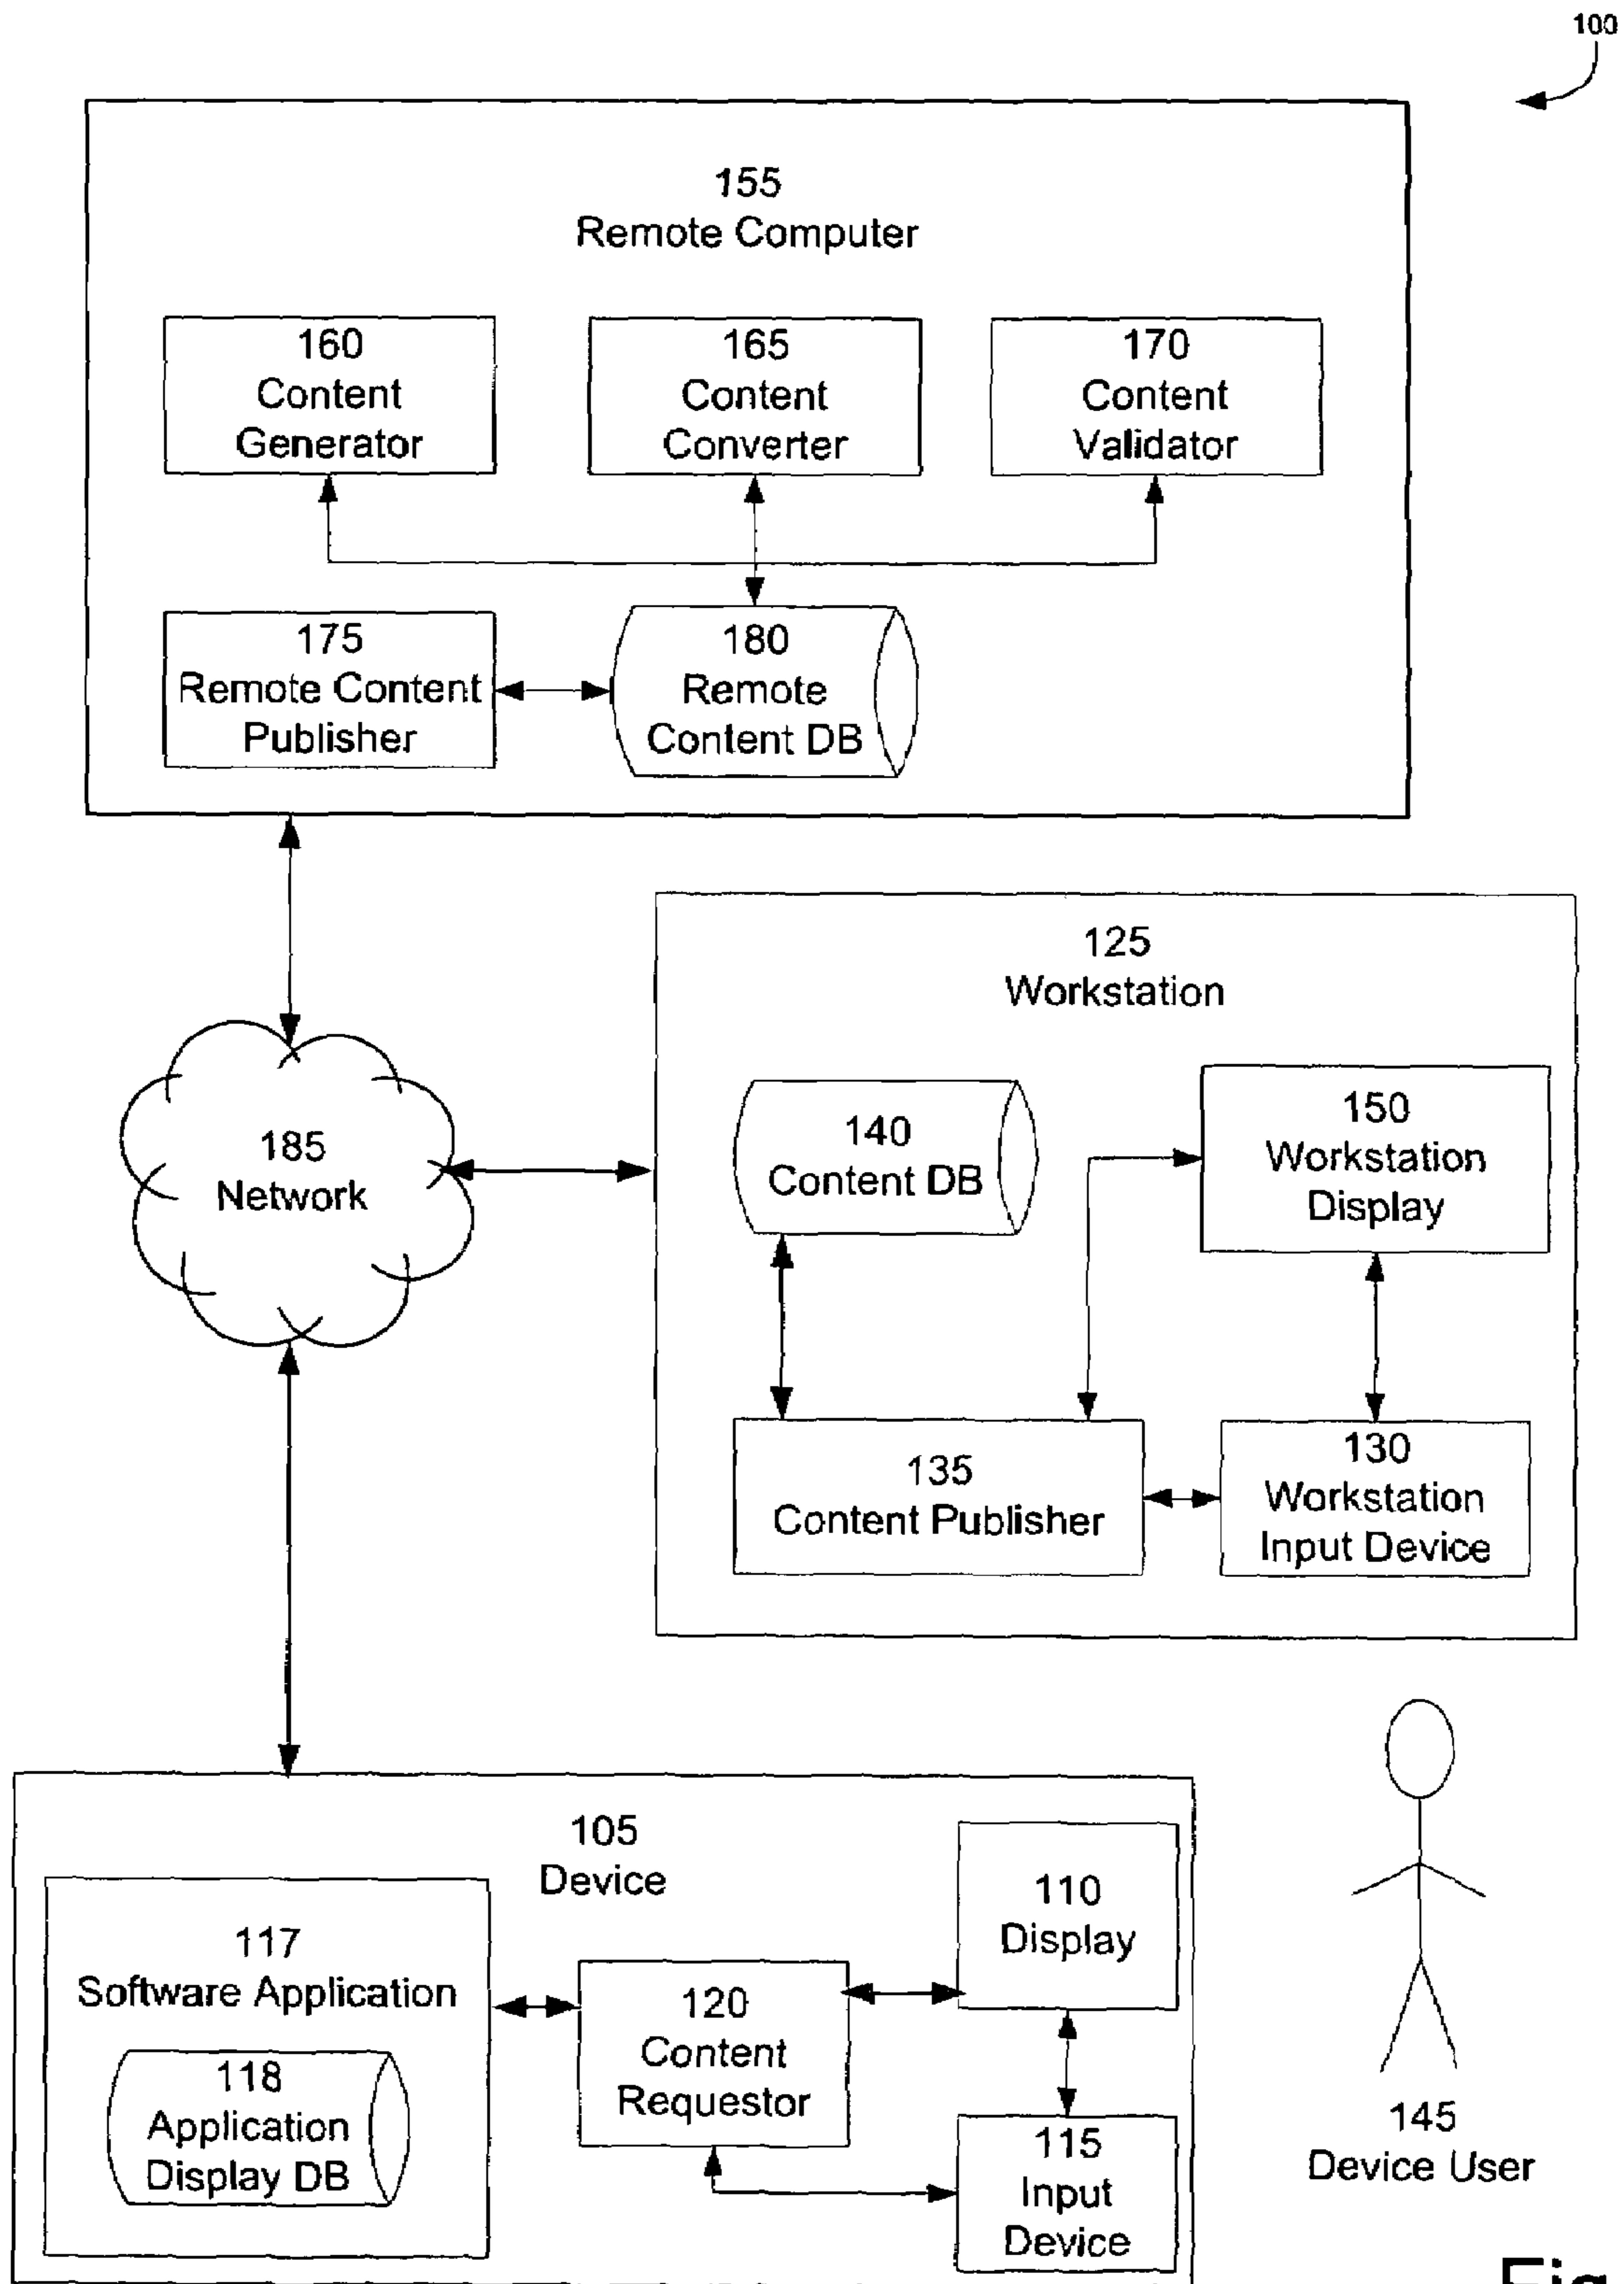 100
155
Remote Computer
160
Content
Generator
165
Content
Converter
170
Content
Validator
175
Remote Content
Publisher
180
Remote
Content DB
125
Workstation
185
Network
140
Content DB
150
Workstation
Display
135
Content Publisher
130
Workstation
Input Device
105
Device
117
Software Application
118
Application
Display DB
120
Content
Requestor
110
Display
115
Input
Device
145
Device User